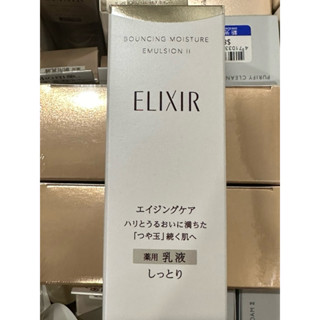 BOUNCING MOISTURE
EMULSION II
ELIXIR
エイジングケア
ハリとうるおいに満ちた
「つや玉」続く肌へ
薬用 乳液
しっとり
PURIFY CLEAN